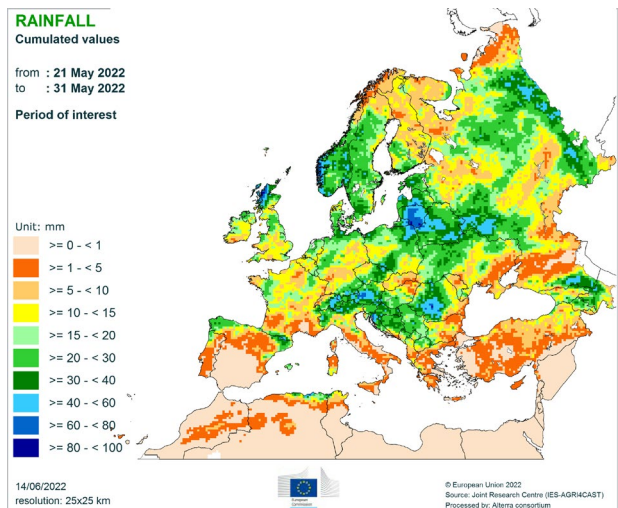 RAINFALL
Cumulated values
from : 21 May 2022
to : 31 May 2022
Period of interest
Unit: mm
>= 0 - < 1
>= 1 - < 5
>= 5 - < 10
>= 10 - < 15
>= 15 - < 20
>= 20 - < 30
>= 30 - < 40
>= 40 - < 60
>= 60 - < 80
>= 80 - < 100
14/06/2022
resolution: 25x25 km
European
Commission
© European Union 2022
Source: Joint Research Centre (IES-AGRI4CAST)
Processed by: Alterra consortium